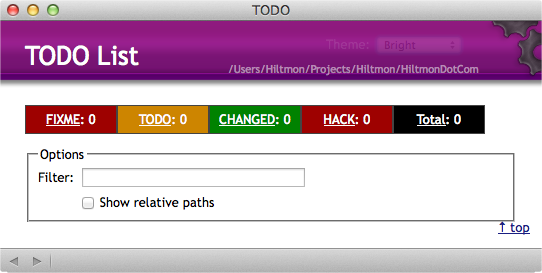 TODO
Theme: Bright
TODO List
/Users/Hiltmon/Projects/Hiltmon/HiltmonDotCom
FIXME: 0 TODO: 0 CHANGED: 0 HACK: 0 Total: 0
Options
Filter:
Show relative paths
↑ top